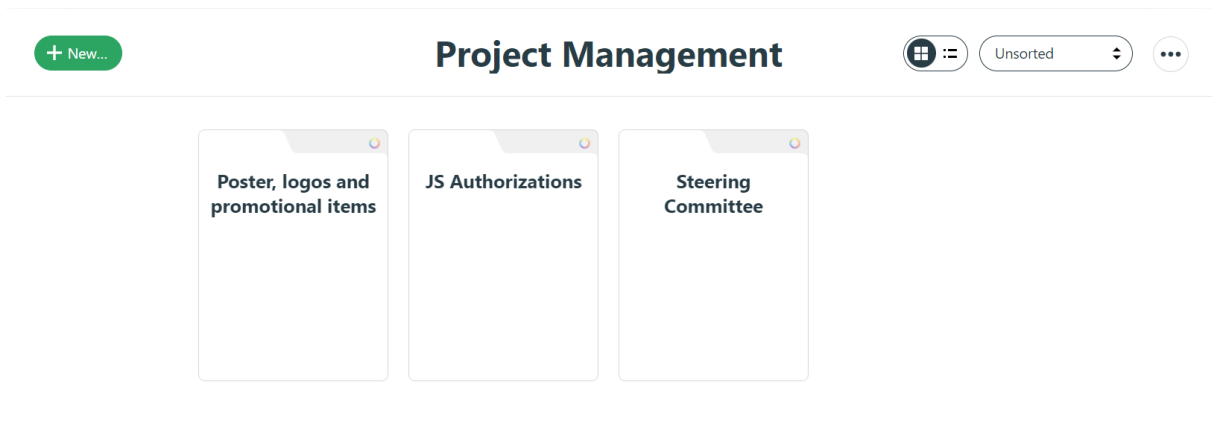 New...
Project Management
Unsorted
Poster, logos and
promotional items
JS Authorizations
Steering
Committee